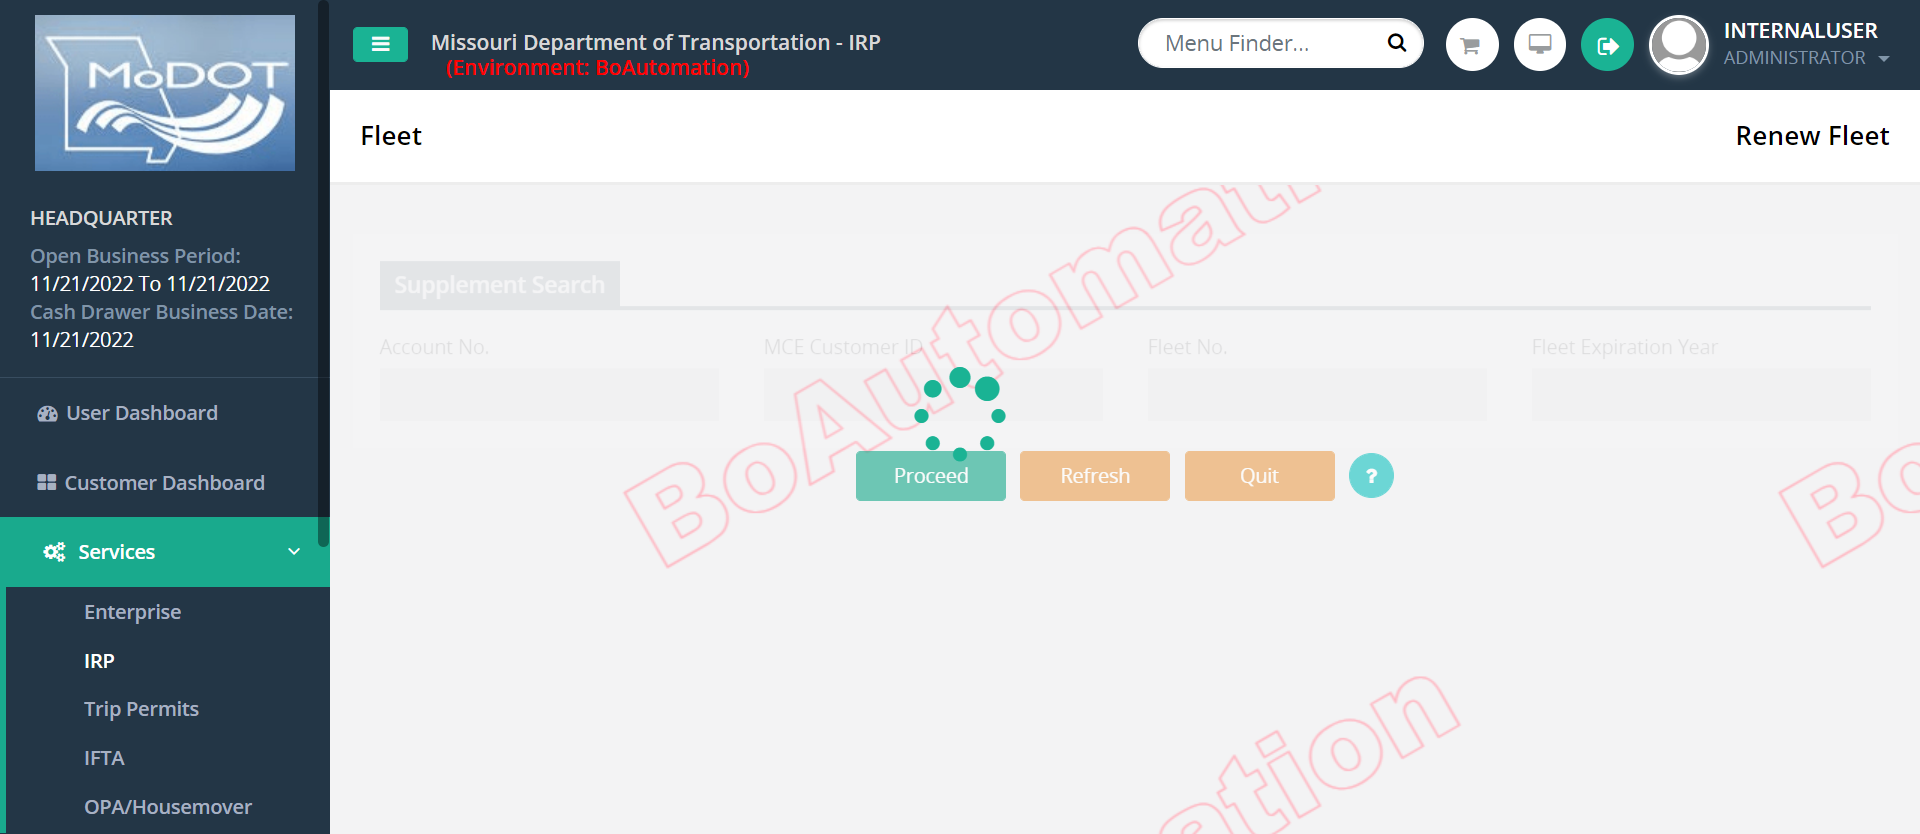 MoDOT
HEADQUARTER
Open Business Period:
11/21/2022 To 11/21/2022
Cash Drawer Business Date:
11/21/2022
User Dashboard
Customer Dashboard
Services
Enterprise
IRP
Trip Permits
IFTA
OPA/Housemover
Missouri Department of Transportation - IRP
(Environment: BoAutomation)
Menu Finder...
INTERNALUSER
ADMINISTRATOR
Fleet
Renew Fleet
Supplement Search
Account No.
MCE Customer ID
Fleet No.
Fleet Expiration Year
Proceed
Refresh
Quit
?
BoAutomati
Bo
ation